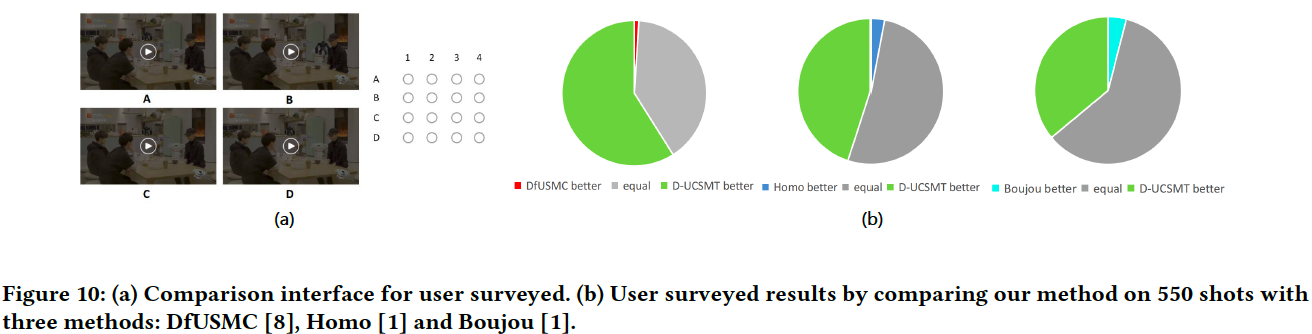 1 2 3 4
A
B
C
D
A B
C D
(a)
DfUSMC better equal D-UCSMT better
Homo better equal D-UCSMT better
Boujou better equal D-UCSMT better
(b)
Figure 10: (a) Comparison interface for user surveyed. (b) User surveyed results by comparing our method on 550 shots with
three methods: DfUSMC [8], Homo [1] and Boujou [1].